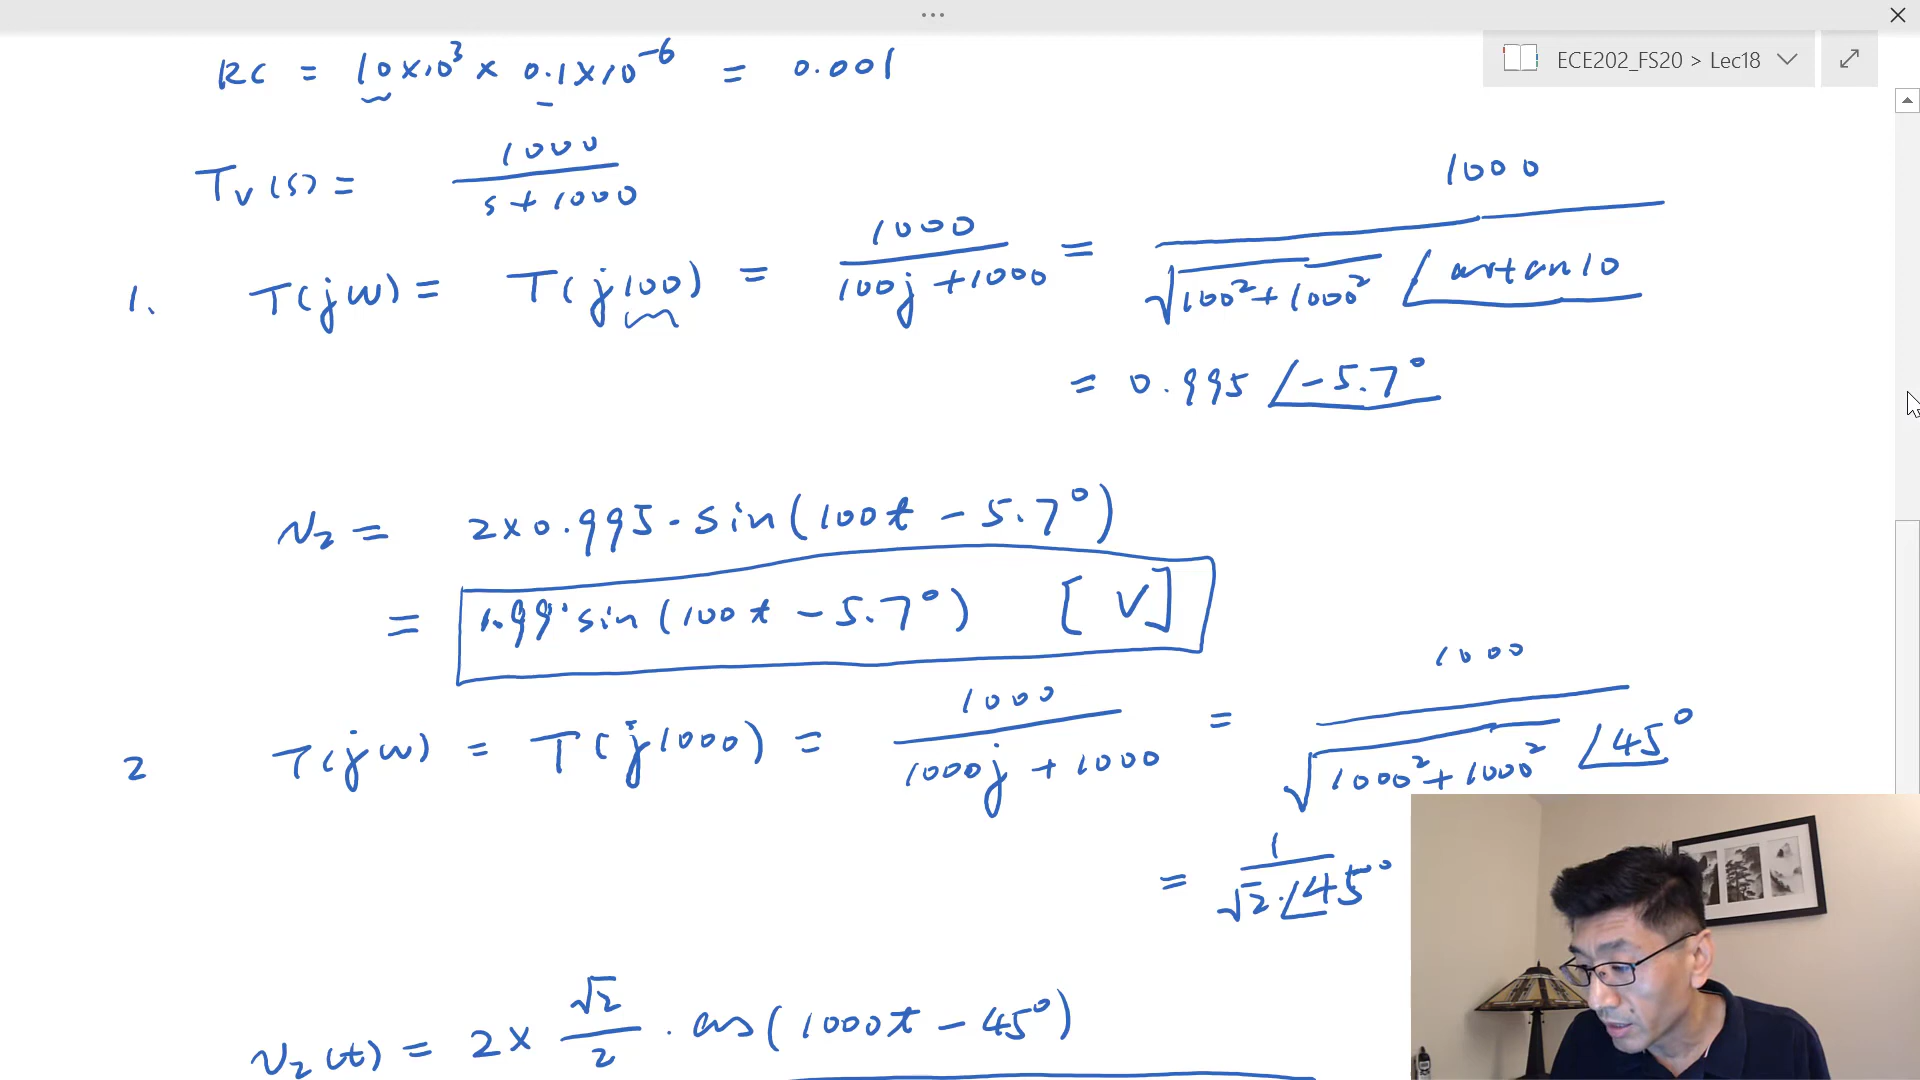 ECE202_FS20 > Lec18
RC = 10×10³ × 0.1×10⁻⁶ = 0.001
Tv(s) = 1000 / s+1000
1. T(jω) = T(j100) = 1000 / 100j +1000 = 1000 / √100²+1000² ∠artan10
= 0.995 ∠-5.7°
V₂ = 2×0.995·sin(100t - 5.7°)
= 1.99·sin(100t - 5.7°) [V]
2 T(jω) = T(j1000) = 1000 / 1000j + 1000 = 1000 / √1000²+1000² ∠45°
= 1 / √2·∠45°
V₂(t) = 2× √2 / 2 · cos(1000t - 45°)